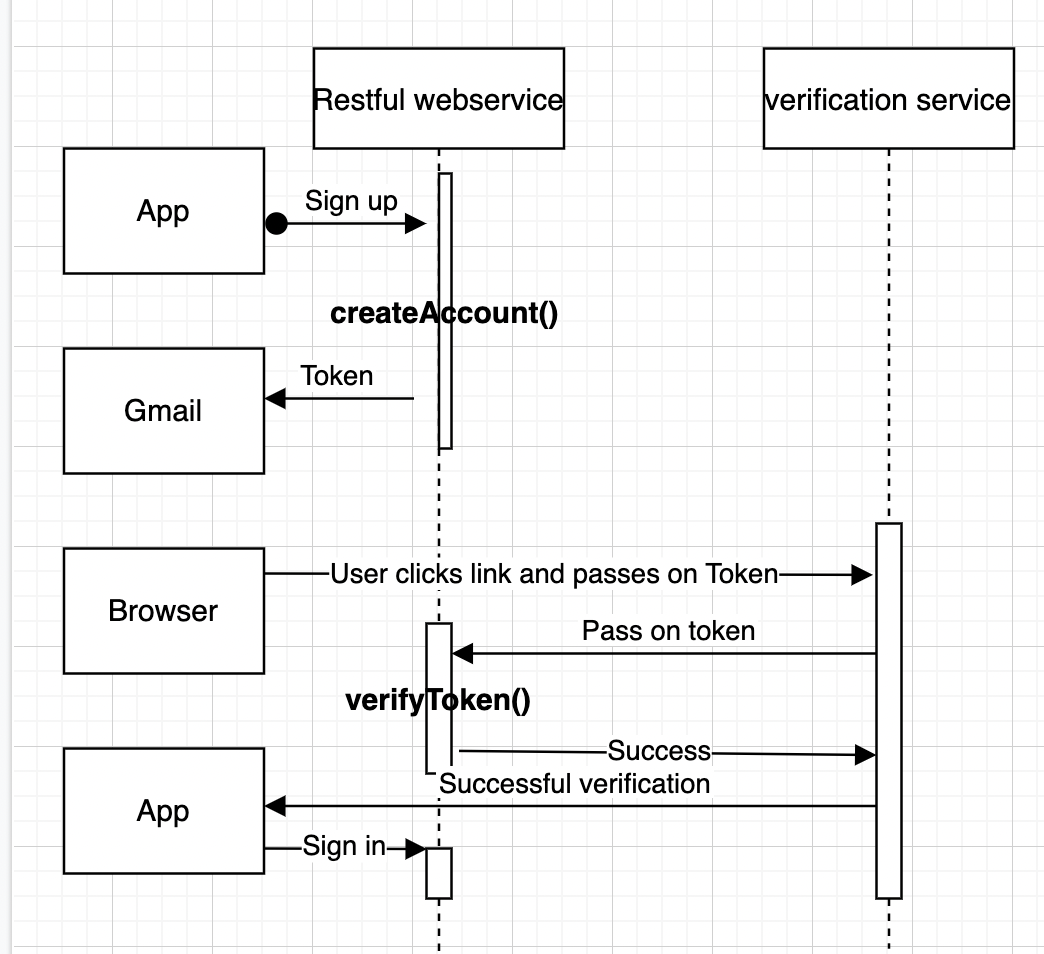 Restful webservice
verification service
App
Sign up
createAccount()
Token
Gmail
User clicks link and passes on Token
Browser
Pass on token
verifyToken()
Success
Successful verification
App
Sign in